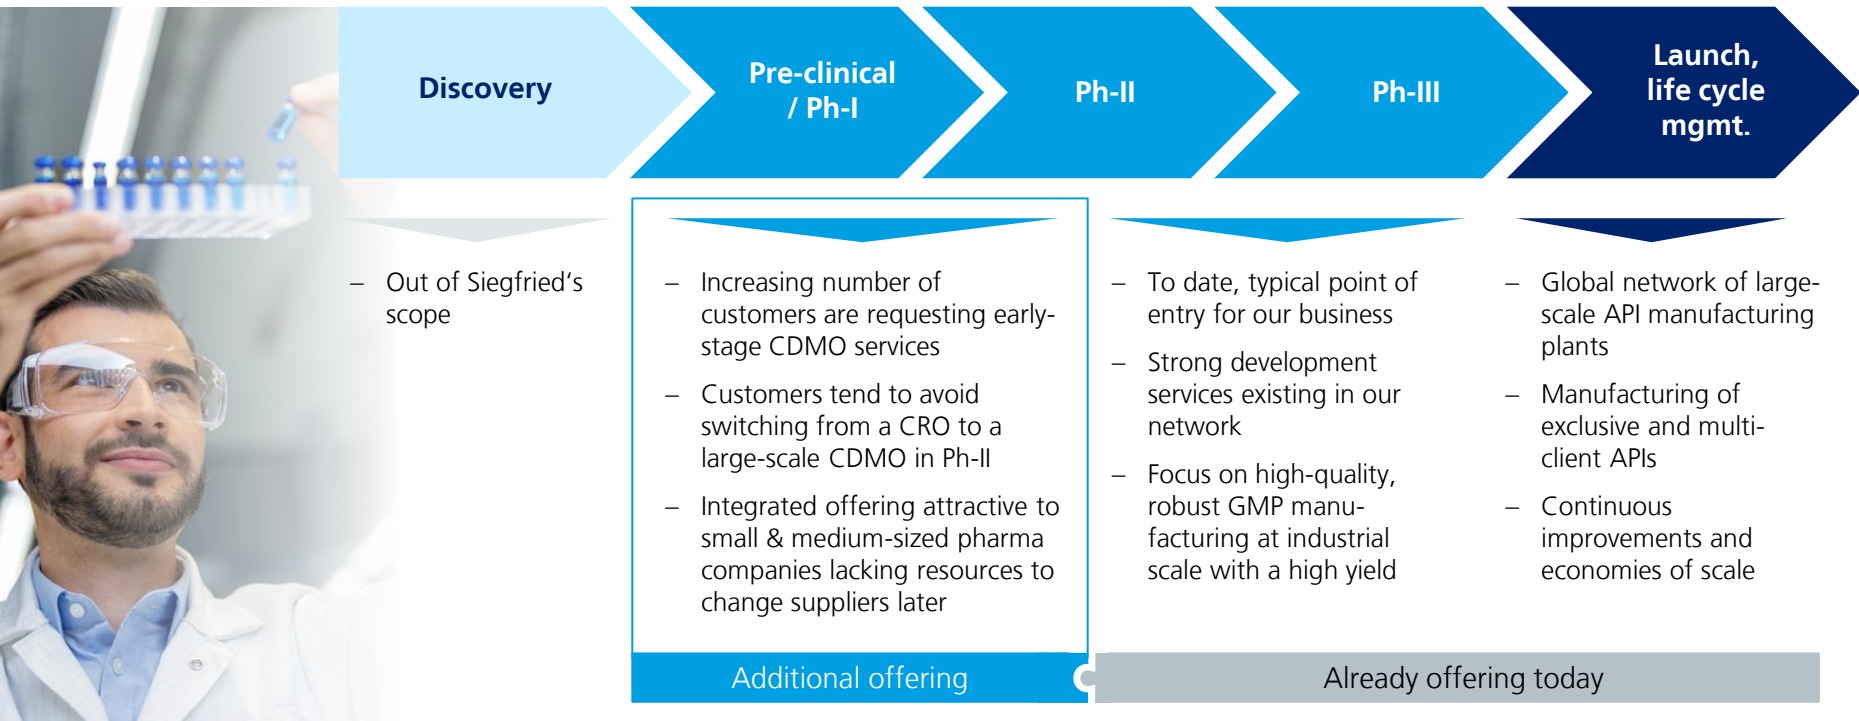 Discovery
Pre-clinical
/ Ph-I
Ph-II
Ph-III
Launch,
life cycle
mgmt.
– Out of Siegfried‘s
scope
– Increasing number of
customers are requesting early-
stage CDMO services
– Customers tend to avoid
switching from a CRO to a
large-scale CDMO in Ph-II
– Integrated offering attractive to
small & medium-sized pharma
companies lacking resources to
change suppliers later
– To date, typical point of
entry for our business
– Strong development
services existing in our
network
– Focus on high-quality,
robust GMP manu-
facturing at industrial
scale with a high yield
– Global network of large-
scale API manufacturing
plants
– Manufacturing of
exclusive and multi-
client APIs
– Continuous
improvements and
economies of scale
Additional offering
Already offering today